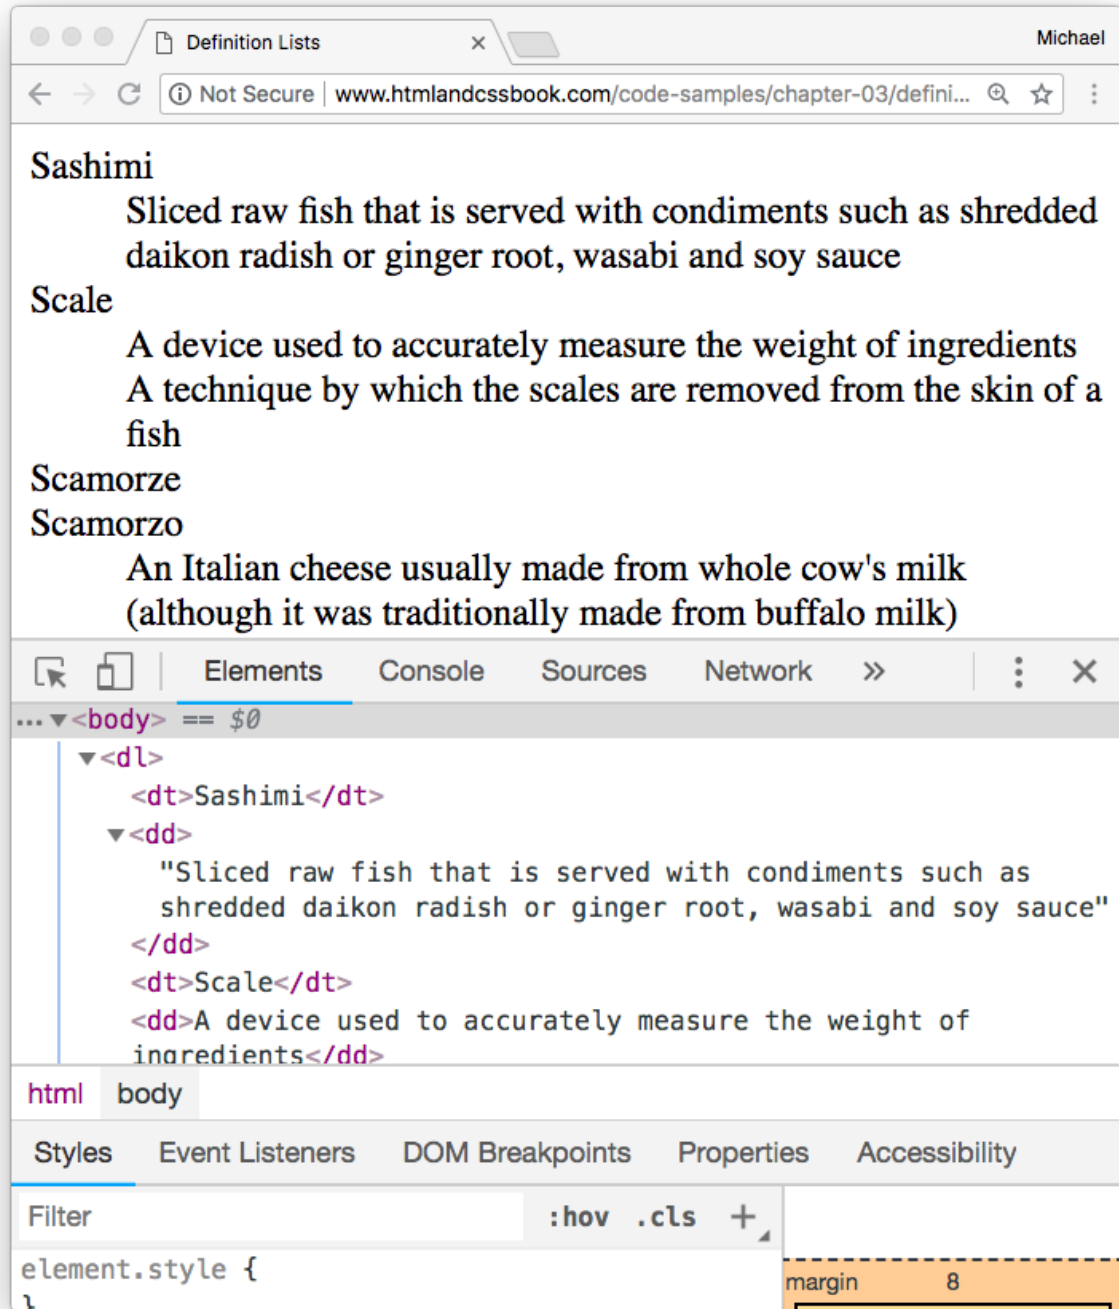 Definition Lists × Michael
Not Secure | www.htmlandcssbook.com/code-samples/chapter-03/defini...
Sashimi
Sliced raw fish that is served with condiments such as shredded
daikon radish or ginger root, wasabi and soy sauce
Scale
A device used to accurately measure the weight of ingredients
A technique by which the scales are removed from the skin of a
fish
Scamorze
Scamorzo
An Italian cheese usually made from whole cow's milk
(although it was traditionally made from buffalo milk)
Elements Console Sources Network »
... ▼<body> == $0
▼<dl>
<dt>Sashimi</dt>
▼<dd>
"Sliced raw fish that is served with condiments such as
shredded daikon radish or ginger root, wasabi and soy sauce"
</dd>
<dt>Scale</dt>
<dd>A device used to accurately measure the weight of
ingredients</dd>
html body
Styles Event Listeners DOM Breakpoints Properties Accessibility
Filter :hov .cls +
element.style {
}
margin 8